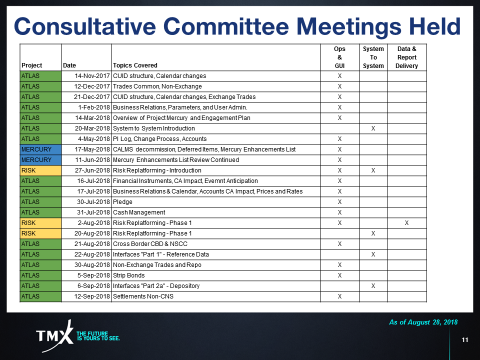 Consultative Committee Meetings Held
Project Date Topics Covered Ops & GUI System To System Data & Report Delivery
ATLAS 14-Nov-2017 CUID structure, Calendar changes X
ATLAS 12-Dec-2017 Trades Common, Non-Exchange X
ATLAS 21-Dec-2017 CUID structure, Calendar changes, Exchange Trades X
ATLAS 1-Feb-2018 Business Relations, Parameters, and User Admin. X
ATLAS 14-Mar-2018 Overview of Project Mercury and Engagement Plan X
ATLAS 20-Mar-2018 System to System Introduction X
ATLAS 4-May-2018 PI Log, Change Process, Accounts X
MERCURY 17-May-2018 CALMS decommission, Deferred Items, Mercury Enhancements List X
MERCURY 11-Jun-2018 Mercury Enhancements List Review Continued X
RISK 27-Jun-2018 Risk Replatforming - Introduction X X
ATLAS 16-Jul-2018 Financial Instruments, CA Impact, Evemnt Anticipation X
ATLAS 17-Jul-2018 Business Relations & Calendar, Accounts CA Impact, Prices and Rates X
ATLAS 30-Jul-2018 Pledge X
ATLAS 31-Jul-2018 Cash Management X
RISK 2-Aug-2018 Risk Replatforming - Phase 1 X X
RISK 20-Aug-2018 Risk Replatforming - Phase 1 X
ATLAS 21-Aug-2018 Cross Border CBD & NSCC X
ATLAS 22-Aug-2018 Interfaces "Part 1" - Reference Data X
ATLAS 30-Aug-2018 Non-Exchange Trades and Repo X
ATLAS 5-Sep-2018 Strip Bonds X
ATLAS 6-Sep-2018 Interfaces "Part 2a" - Depository X
ATLAS 12-Sep-2018 Settlements Non-CNS X
As of August 28, 2018
TMX THE FUTURE
IS YOURS TO SEE.
11